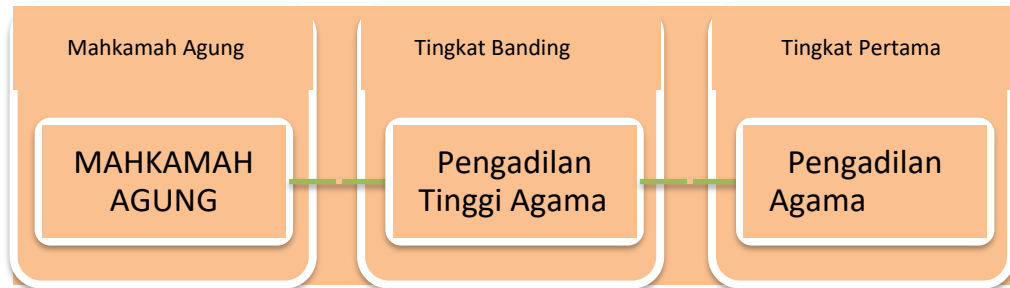 Mahkamah Agung
Tingkat Banding
Tingkat Pertama
MAHKAMAH
AGUNG
Pengadilan
Tinggi Agama
Pengadilan
Agama